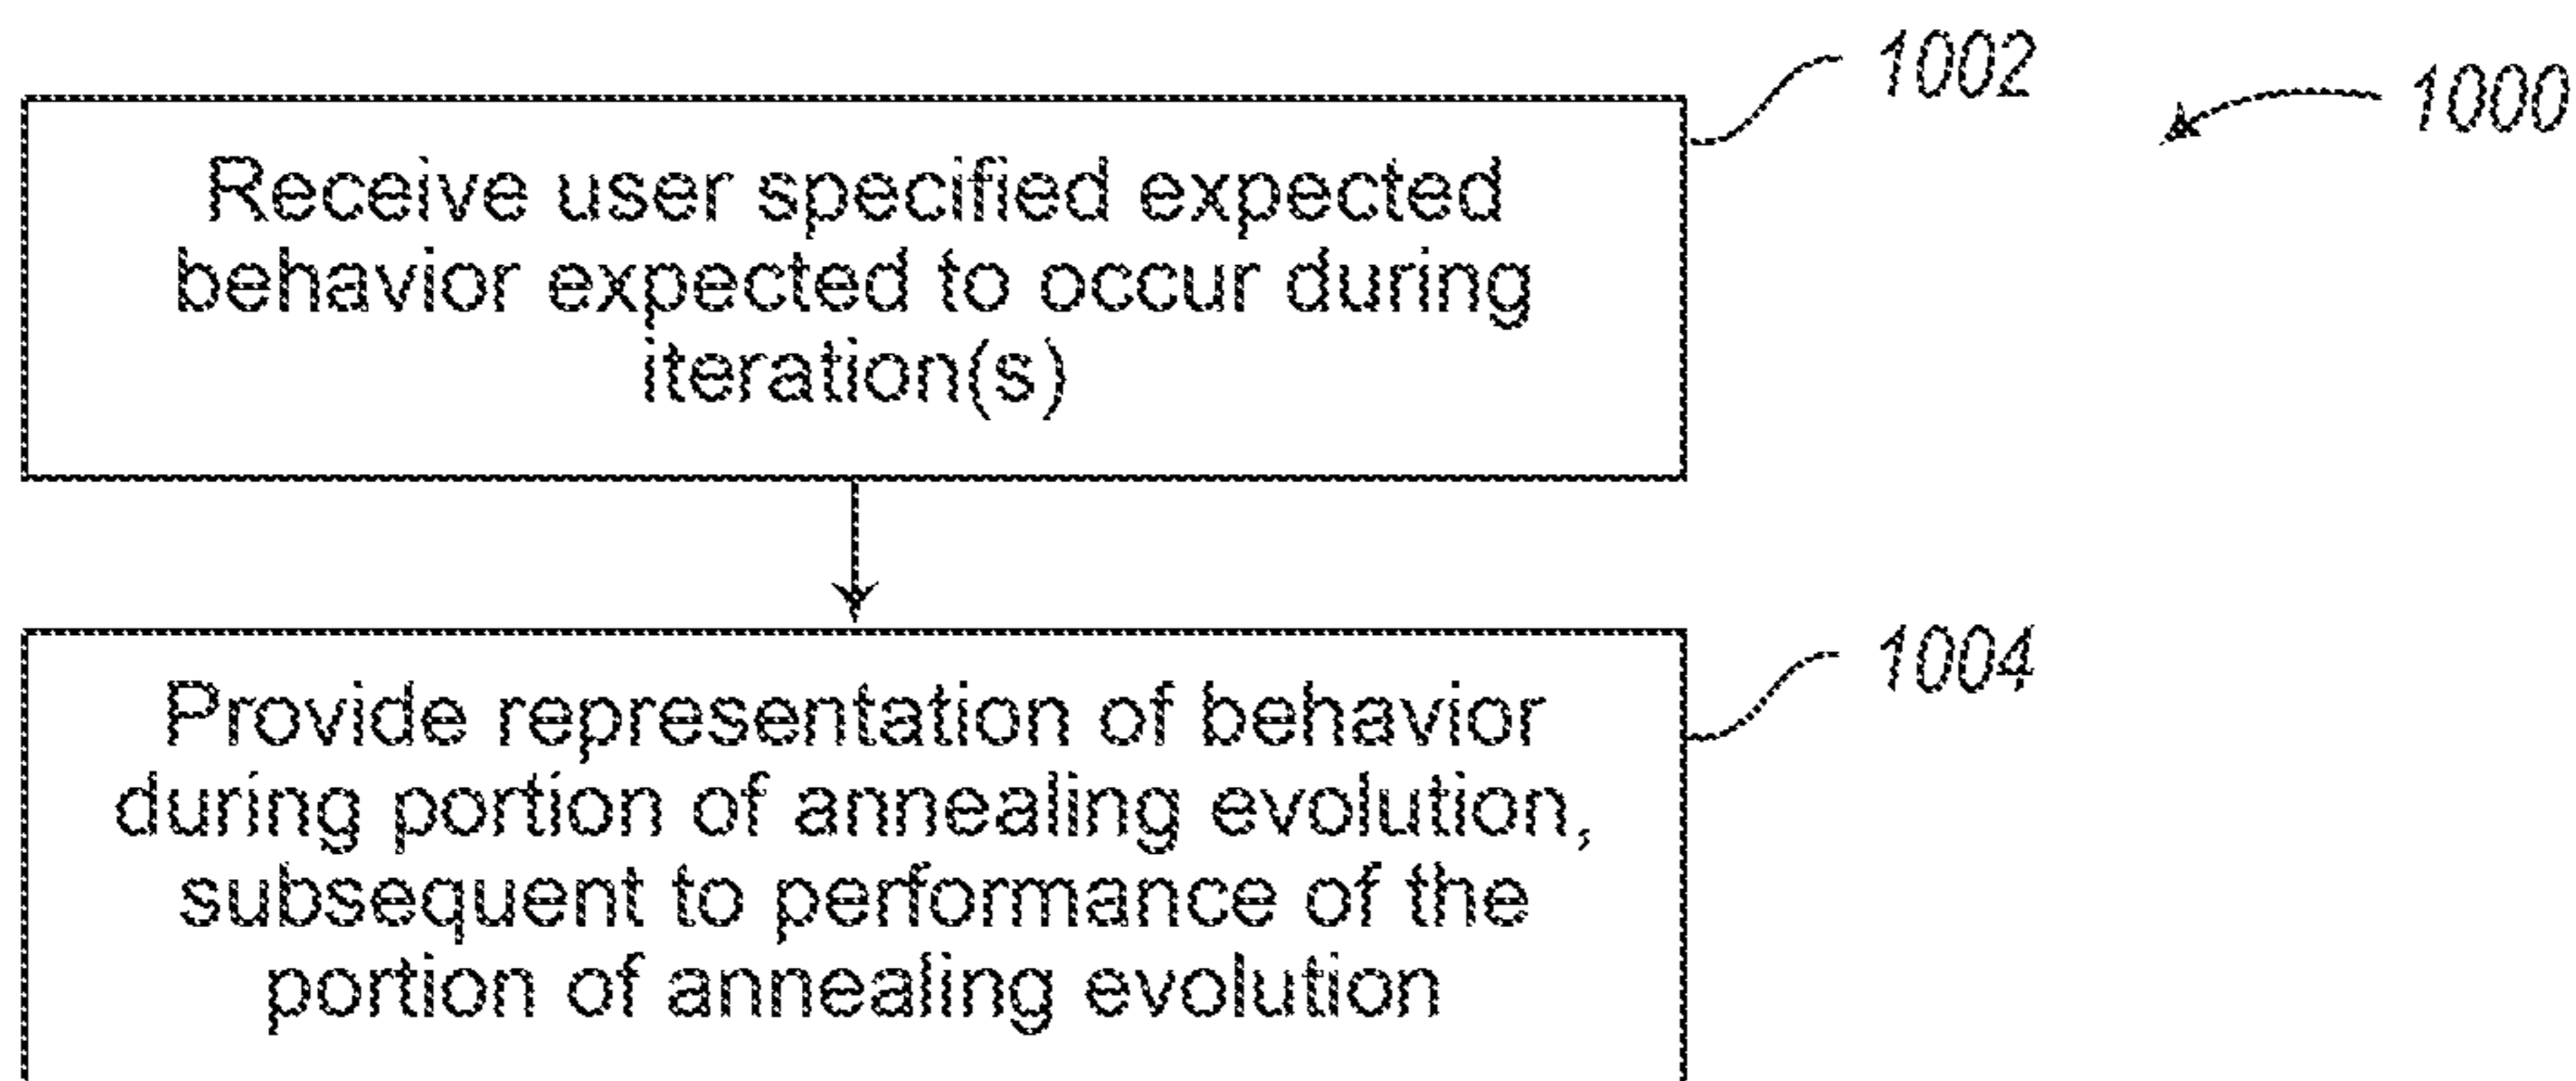 1002
1000
Receive user specified expected
behavior expected to occur during
iteration(s)
1004
Provide representation of behavior
during portion of annealing evolution,
subsequent to performance of the
portion of annealing evolution